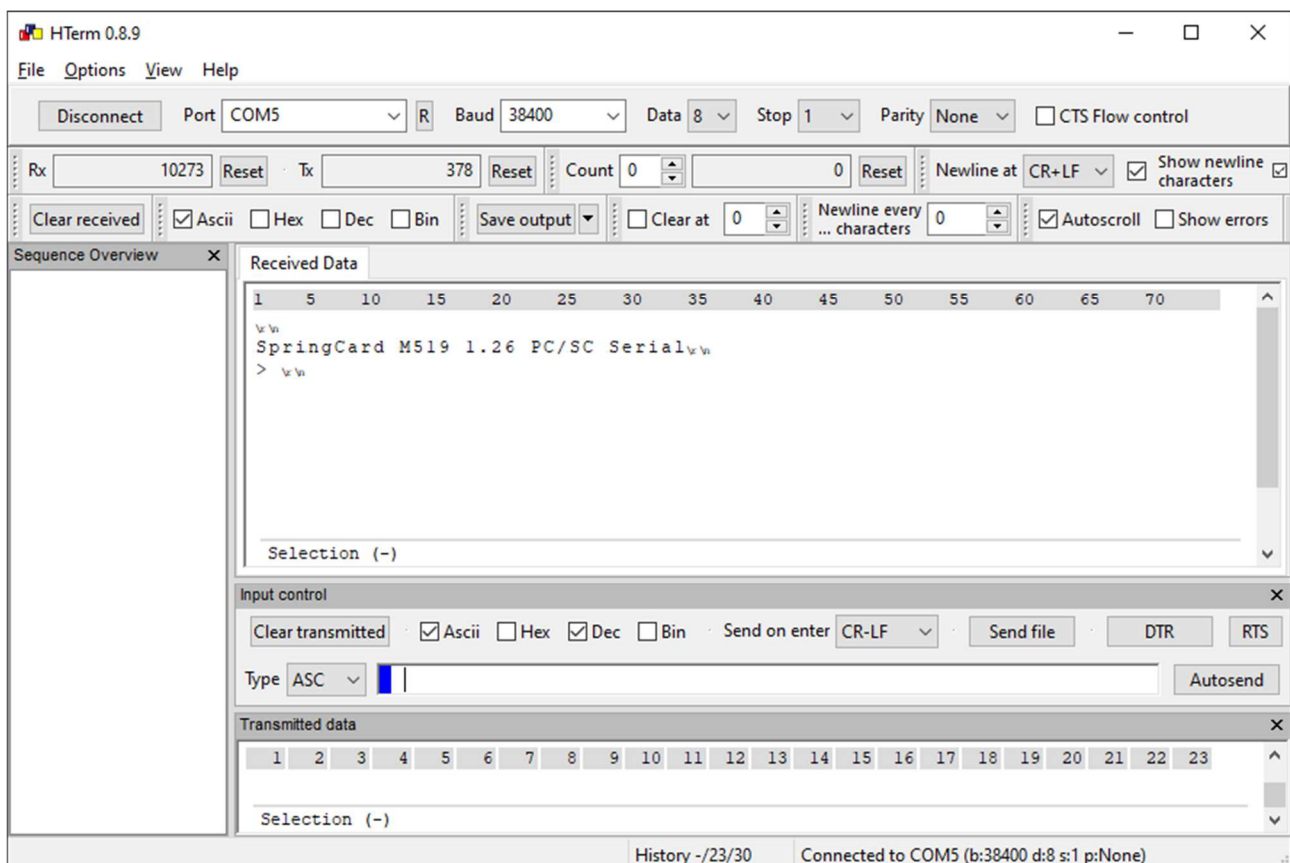 HTerm 0.8.9
File Options View Help
Disconnect Port COM5 R Baud 38400 Data 8 Stop 1 Parity None CTS Flow control
Rx 10273 Reset Tx 378 Reset Count 0 0 Reset Newline at CR+LF Show newline characters
Clear received Ascii Hex Dec Bin Save output Clear at 0 Newline every ... characters 0 Autoscroll Show errors
Sequence Overview
Received Data
1 5 10 15 20 25 30 35 40 45 50 55 60 65 70
\r\n
SpringCard M519 1.26 PC/SC Serial\r\n
> \r\n
Selection (-)
Input control
Clear transmitted Ascii Hex Dec Bin Send on enter CR-LF Send file DTR RTS
Type ASC Autosend
Transmitted data
1 2 3 4 5 6 7 8 9 10 11 12 13 14 15 16 17 18 19 20 21 22 23
Selection (-)
History -/23/30 Connected to COM5 (b:38400 d:8 s:1 p:None)